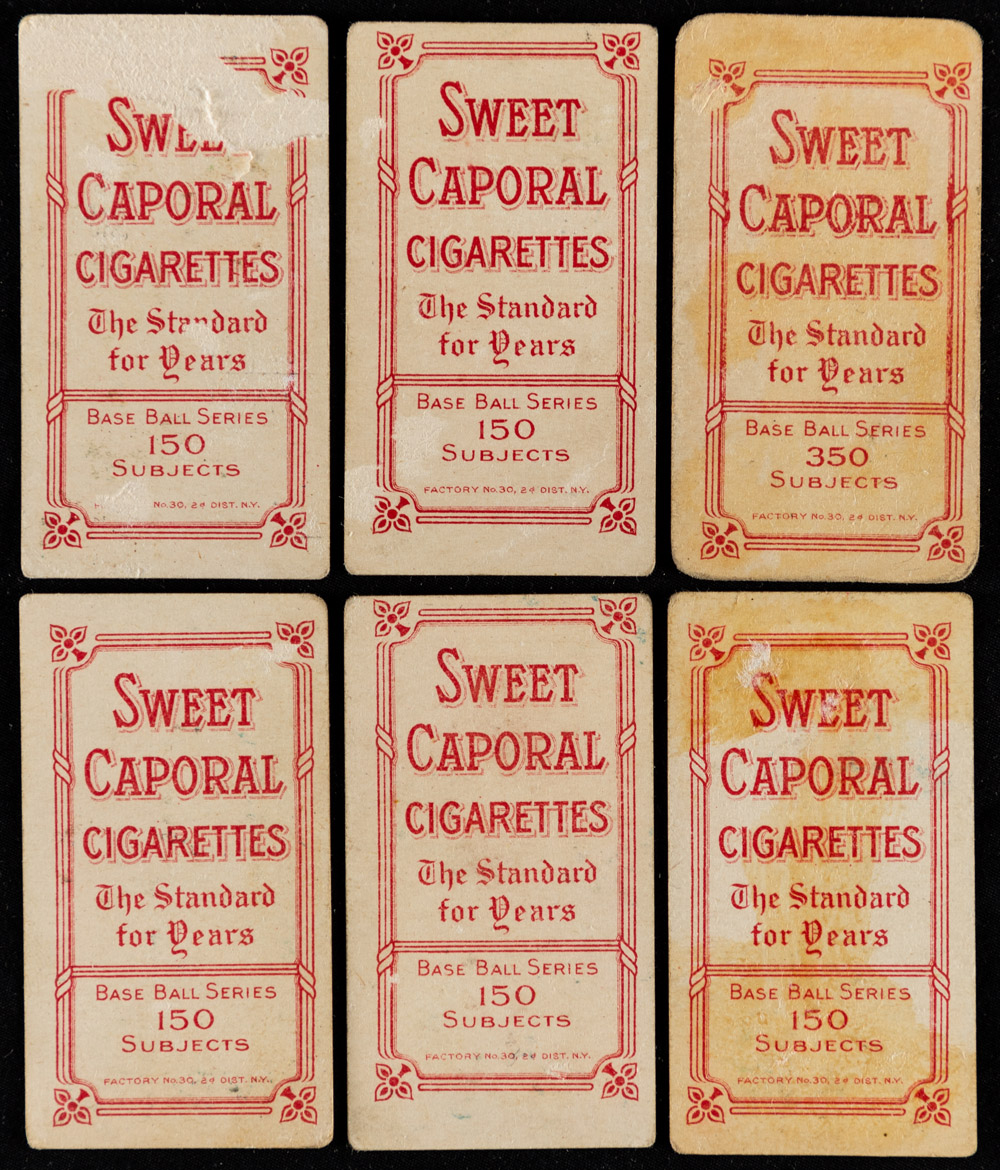 SWEE
CAPORAL
CIGARETTES
The Standard
for Years
BASE BALL SERIES
150
SUBJECTS
No. 30, 2d DIST. N.Y.
SWEET
CAPORAL
CIGARETTES
The Standard
for Years
BASE BALL SERIES
150
SUBJECTS
FACTORY No. 30, 2d DIST. N.Y.
SWEET
CAPORAL
CIGARETTES
The Standard
for Years
BASE BALL SERIES
350
SUBJECTS
FACTORY No. 30, 2d DIST. N.Y.
SWEET
CAPORAL
CIGARETTES
The Standard
for Years
BASE BALL SERIES
150
SUBJECTS
FACTORY No. 30, 2d DIST. N.Y.
SWEET
CAPORAL
CIGARETTES
The Standard
for Years
BASE BALL SERIES
150
SUBJECTS
FACTORY No. 30, 2d DIST. N.Y.
SWEET
CAPORAL
CIGARETTES
The Standard
for Years
BASE BALL SERIES
150
SUBJECTS
FACTORY No. 30, 2d DIST. N.Y.